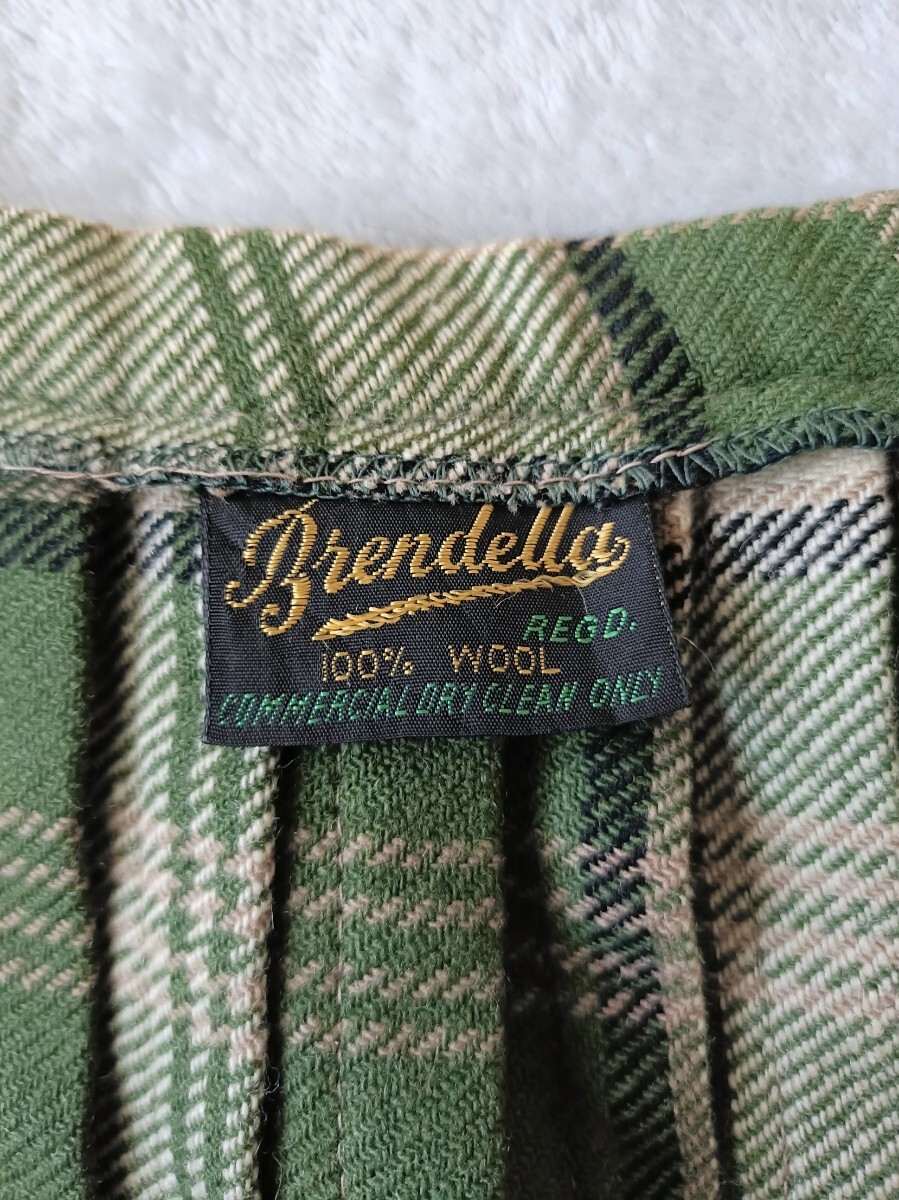 Brendella
REGD.
100% WOOL
COMMERCIAL DRY CLEAN ONLY